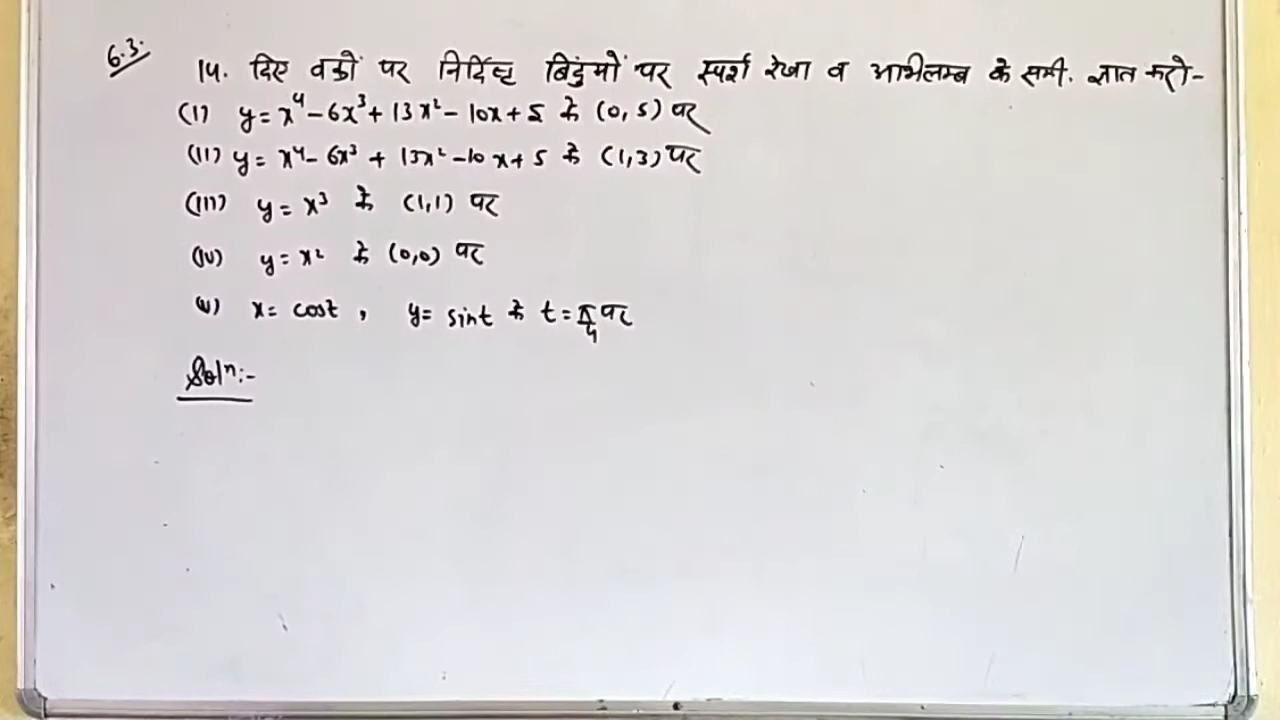 6.3.
14. दिए वक्रों पर निर्दिष्ट बिंदुओं पर स्पर्श रेखा व अभिलम्ब के समी. ज्ञात करो-
(I) y = x⁴ - 6x³ + 13x² - 10x + 5 के (0, 5) पर
(II) y = x⁴ - 6x³ + 13x² - 10x + 5 के (1, 3) पर
(III) y = x³ के (1,1) पर
(IV) y = x² के (0,0) पर
(V) x = cost , y = sint के t = π/4 पर
Solⁿ:-